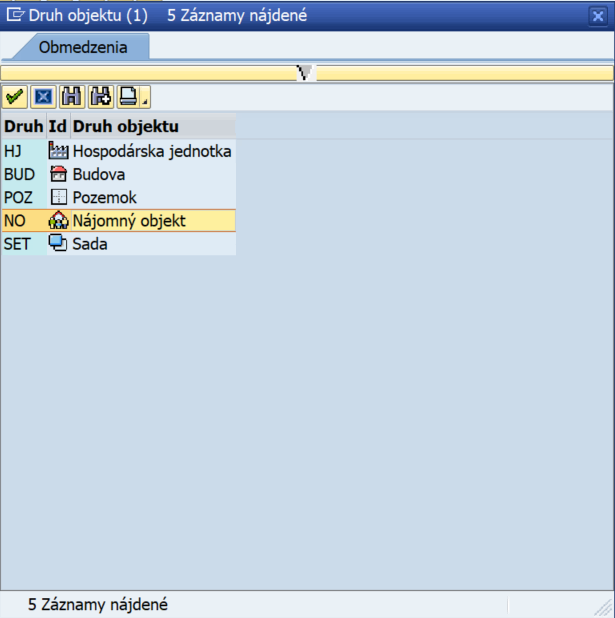 Druh objektu (1) 5 Záznamy nájdené
Obmedzenia
Druh Id Druh objektu
HJ Hospodárska jednotka
BUD Budova
POZ Pozemok
NO Nájomný objekt
SET Sada
5 Záznamy nájdené